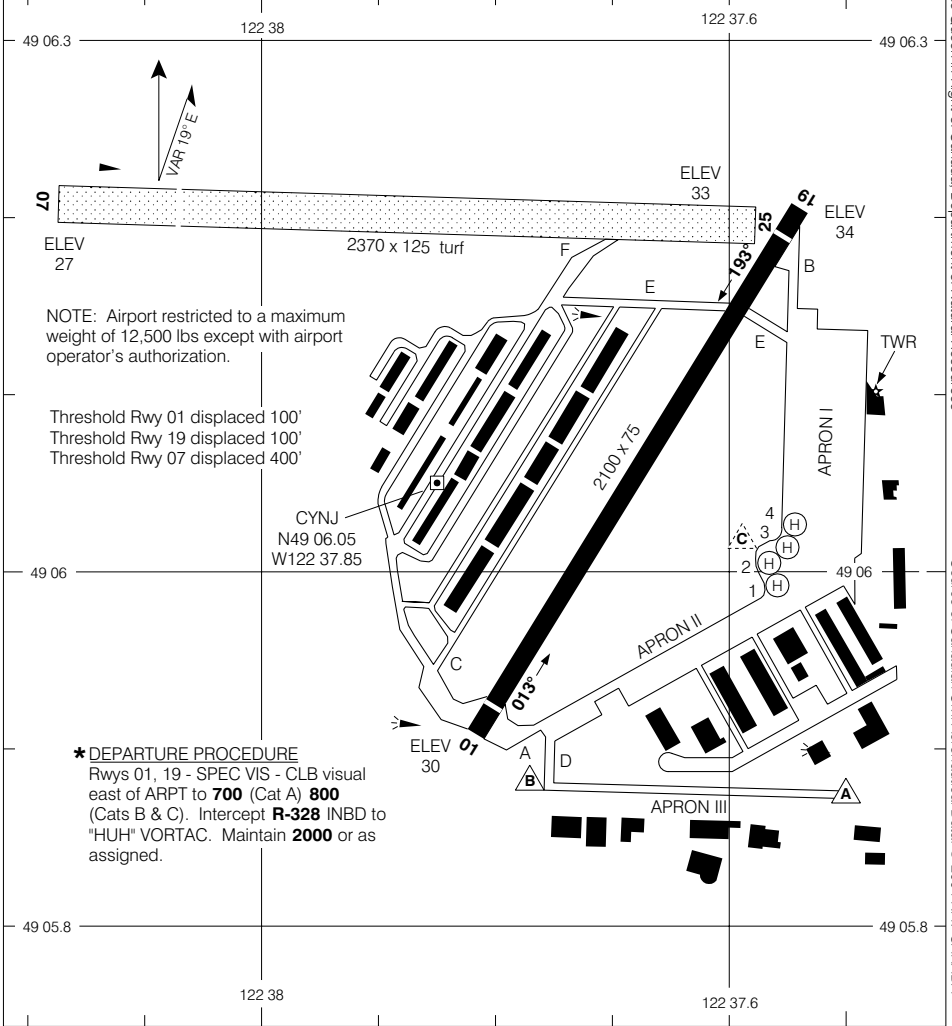 122 38
122 37.6
49 06.3
49 06.3
VAR 19° E
07
ELEV
27
2370 x 125 turf
ELEV
33
25
19
ELEV
34
193°
F
E
B
E
TWR
NOTE: Airport restricted to a maximum
weight of 12,500 lbs except with airport
operator's authorization.
Threshold Rwy 01 displaced 100'
Threshold Rwy 19 displaced 100'
Threshold Rwy 07 displaced 400'
2100 x 75
APRON I
CYNJ
N49 06.05
W122 37.85
C
4
3
2
1
H
H
H
H
49 06
49 06
APRON II
C
013°
ELEV
30
01
A
D
B
A
APRON III
* DEPARTURE PROCEDURE
Rwys 01, 19 - SPEC VIS - CLB visual
east of ARPT to 700 (Cat A) 800
(Cats B & C). Intercept R-328 INBD to
"HUH" VORTAC. Maintain 2000 or as
assigned.
49 05.8
49 05.8
122 38
122 37.6